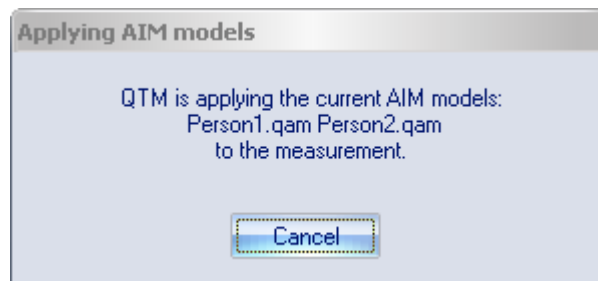 Applying AIM models
QTM is applying the current AIM models:
Person1.qam Person2.qam
to the measurement.
Cancel